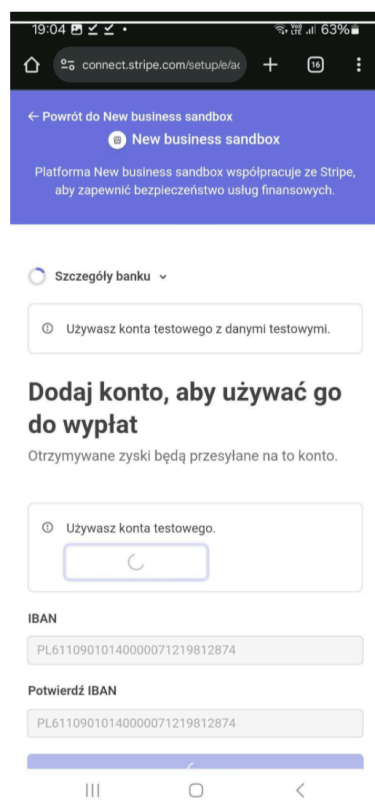 19:04
63%
connect.stripe.com/setup/e/ac
16
← Powrót do New business sandbox
New business sandbox
Platforma New business sandbox współpracuje ze Stripe,
aby zapewnić bezpieczeństwo usług finansowych.
Szczegóły banku
Używasz konta testowego z danymi testowymi.
Dodaj konto, aby używać go
do wypłat
Otrzymywane zyski będą przesyłane na to konto.
Używasz konta testowego.
IBAN
PL61109010140000071219812874
Potwierdź IBAN
PL61109010140000071219812874